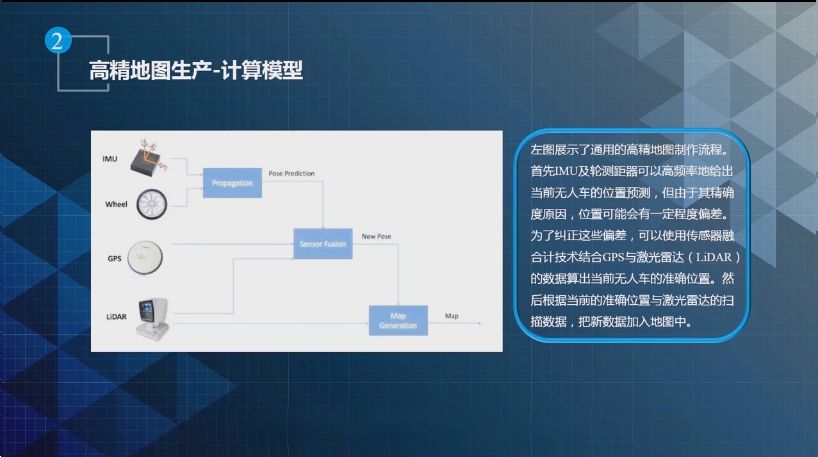 2
高精地图生产-计算模型
IMU
Wheel
GPS
LiDAR
Propagation
Pose Prediction
Sensor Fusion
New Pose
Map
Generation
Map
左图展示了通用的高精地图制作流程。
首先IMU及轮测距器可以高频率地给出
当前无人车的位置预测，但由于其精确
度原因，位置可能会有一定程度偏差。
为了纠正这些偏差，可以使用传感器融
合计技术结合GPS与激光雷达（LiDAR）
的数据算出当前无人车的准确位置。然
后根据当前的准确位置与激光雷达的扫
描数据，把新数据加入地图中。